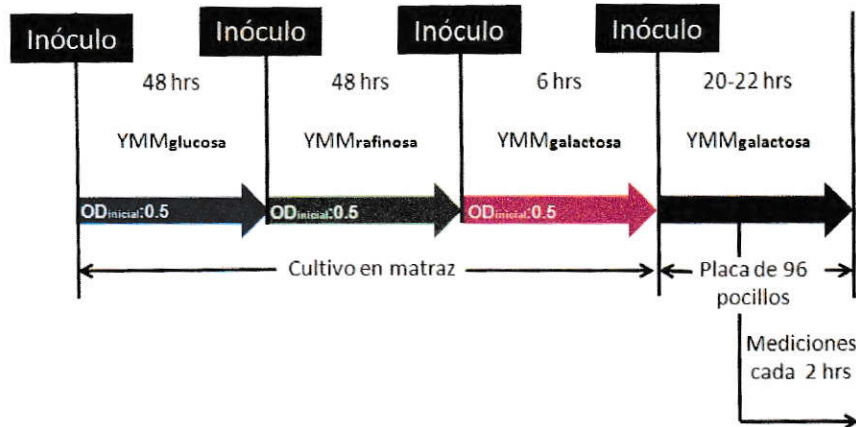 Inóculo
Inóculo
Inóculo
Inóculo
48 hrs
48 hrs
6 hrs
20-22 hrs
YMMglucosa
YMMrafinosa
YMMgalactosa
YMMgalactosa
ODinicial:0.5
ODinicial:0.5
ODinicial:0.5
Cultivo en matraz
Placa de 96
pocillos
Mediciones
cada 2 hrs